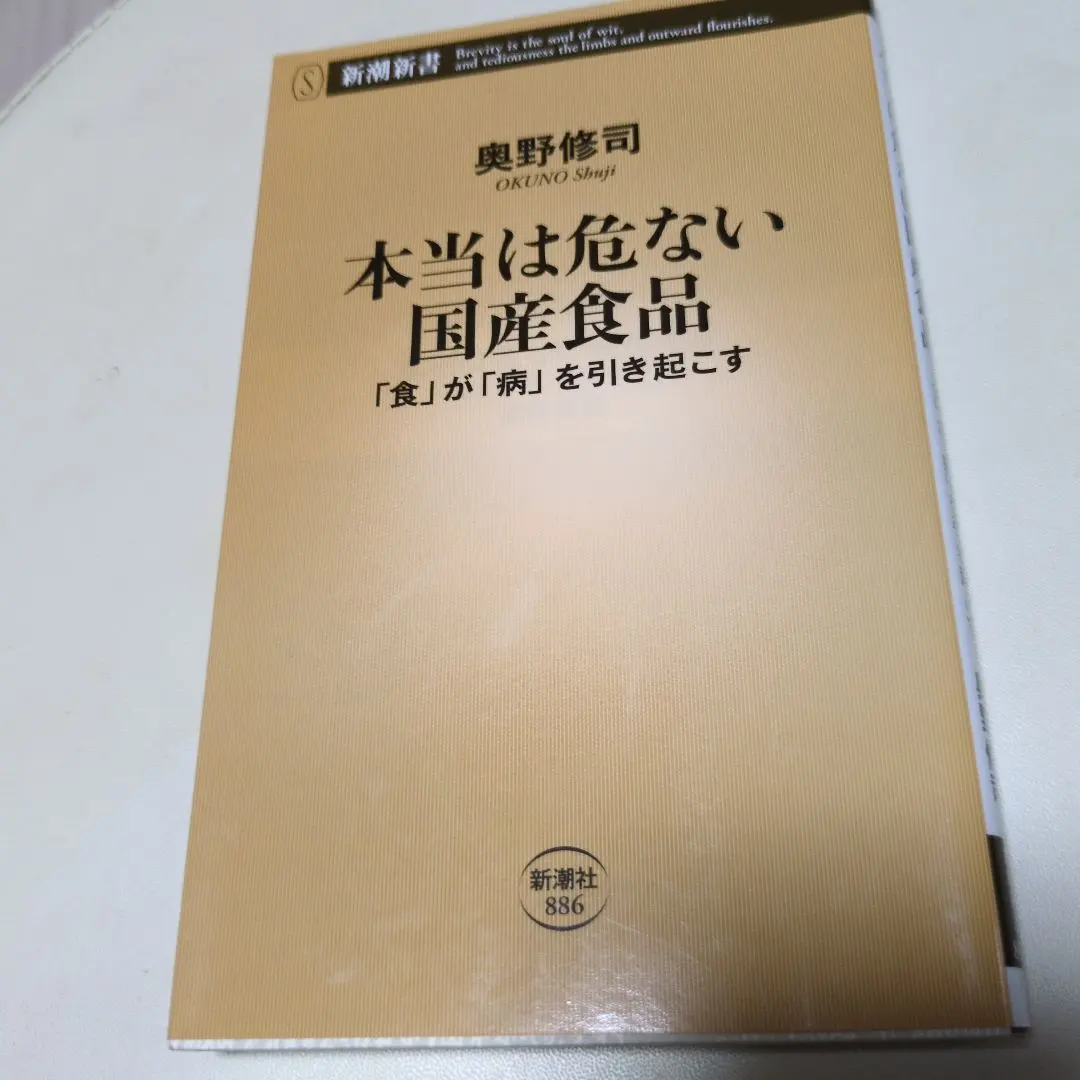 S
新潮新書
Brevity is the soul of wit,
and tediousness the limbs and outward flourishes.
奥野修司
OKUNO Shuji
本当は危ない
国産食品
「食」が「病」を引き起こす
新潮社
886